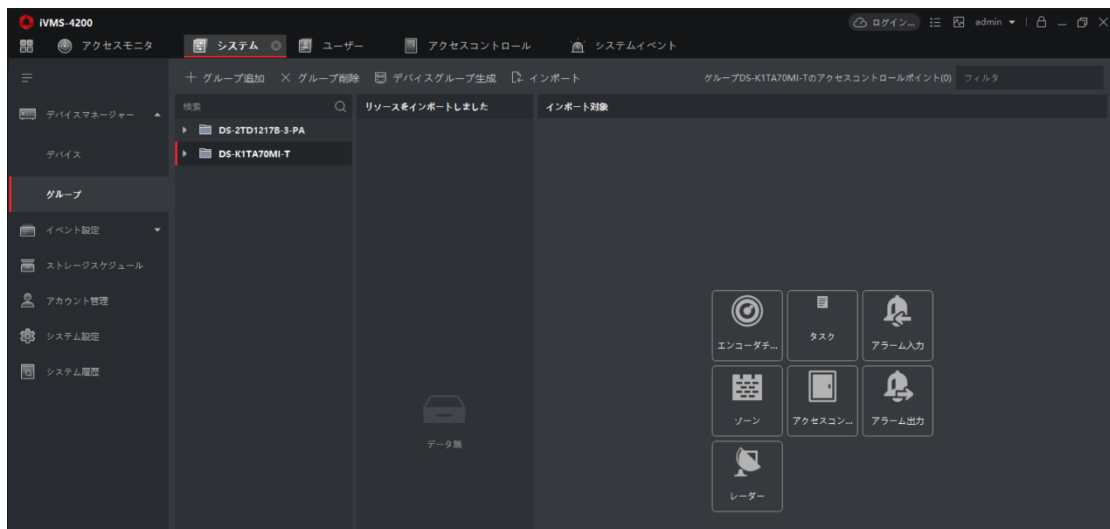 iVMS-4200
ログイン... admin
アクセスモニタ システム ユーザー アクセスコントロール システムイベント
グループ追加 グループ削除 デバイスグループ生成 インポート グループDS-K1TA70MI-Tのアクセスコントロールポイント(0) フィルタ
デバイスマネージャー
デバイス
グループ
イベント設定
ストレージスケジュール
アカウント管理
システム設定
システム履歴
検索
DS-2TD1217B-3-PA
DS-K1TA70MI-T
リソースをインポートしました
データ無
インポート対象
エンコーダチ...
タスク
アラーム入力
ゾーン
アクセスコン...
アラーム出力
レーダー